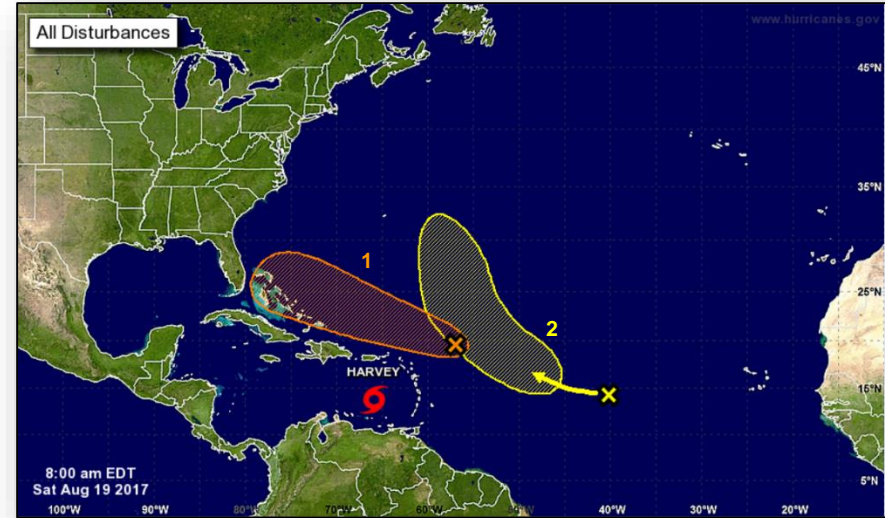 All Disturbances
www.hurricanes.gov
45°N
35°N
1
25°N
2
HARVEY
15°N
8:00 am EDT
Sat Aug 19 2017
5°N
100°W 90°W 80°W 70°W 60°W 50°W 40°W 30°W 20°W